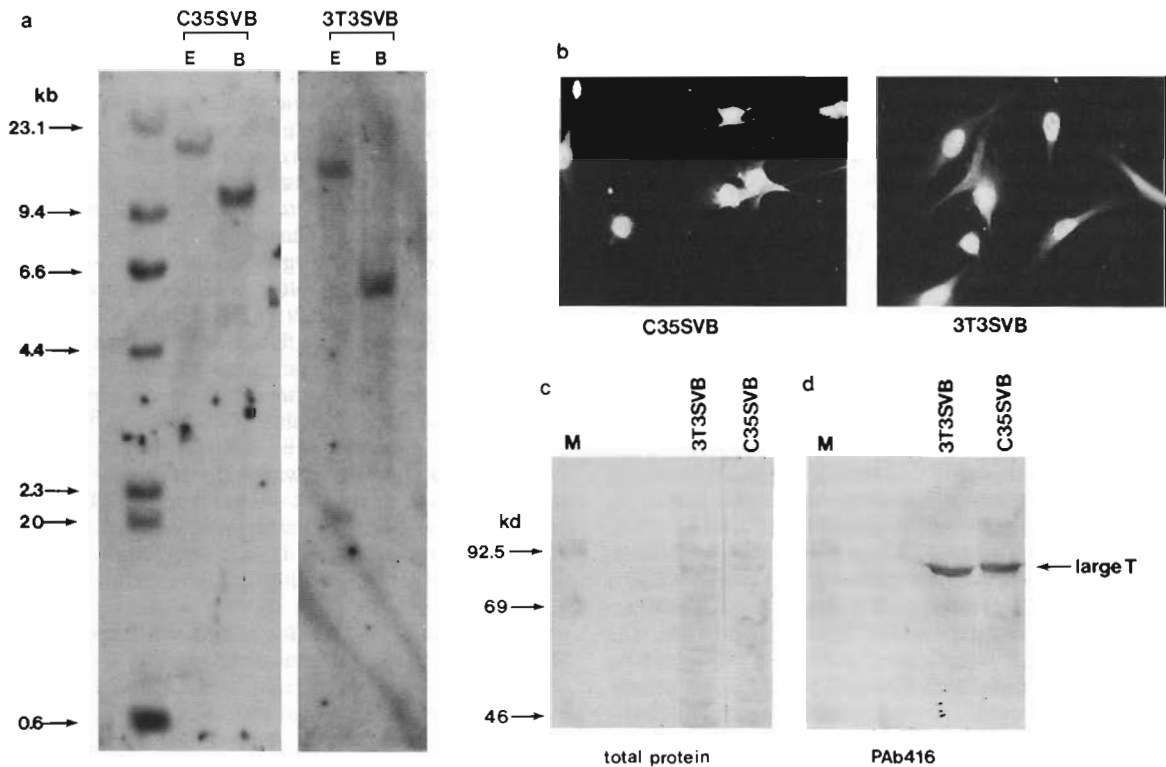 a
C35SVB
3T3SVB
E
B
E
B
kb
23.1
9.4
6.6
4.4
2.3
20
0.6
b
C35SVB
3T3SVB
c
M
3T3SVB
C35SVB
kd
92.5
69
46
total protein
d
M
3T3SVB
C35SVB
large T
PAb416